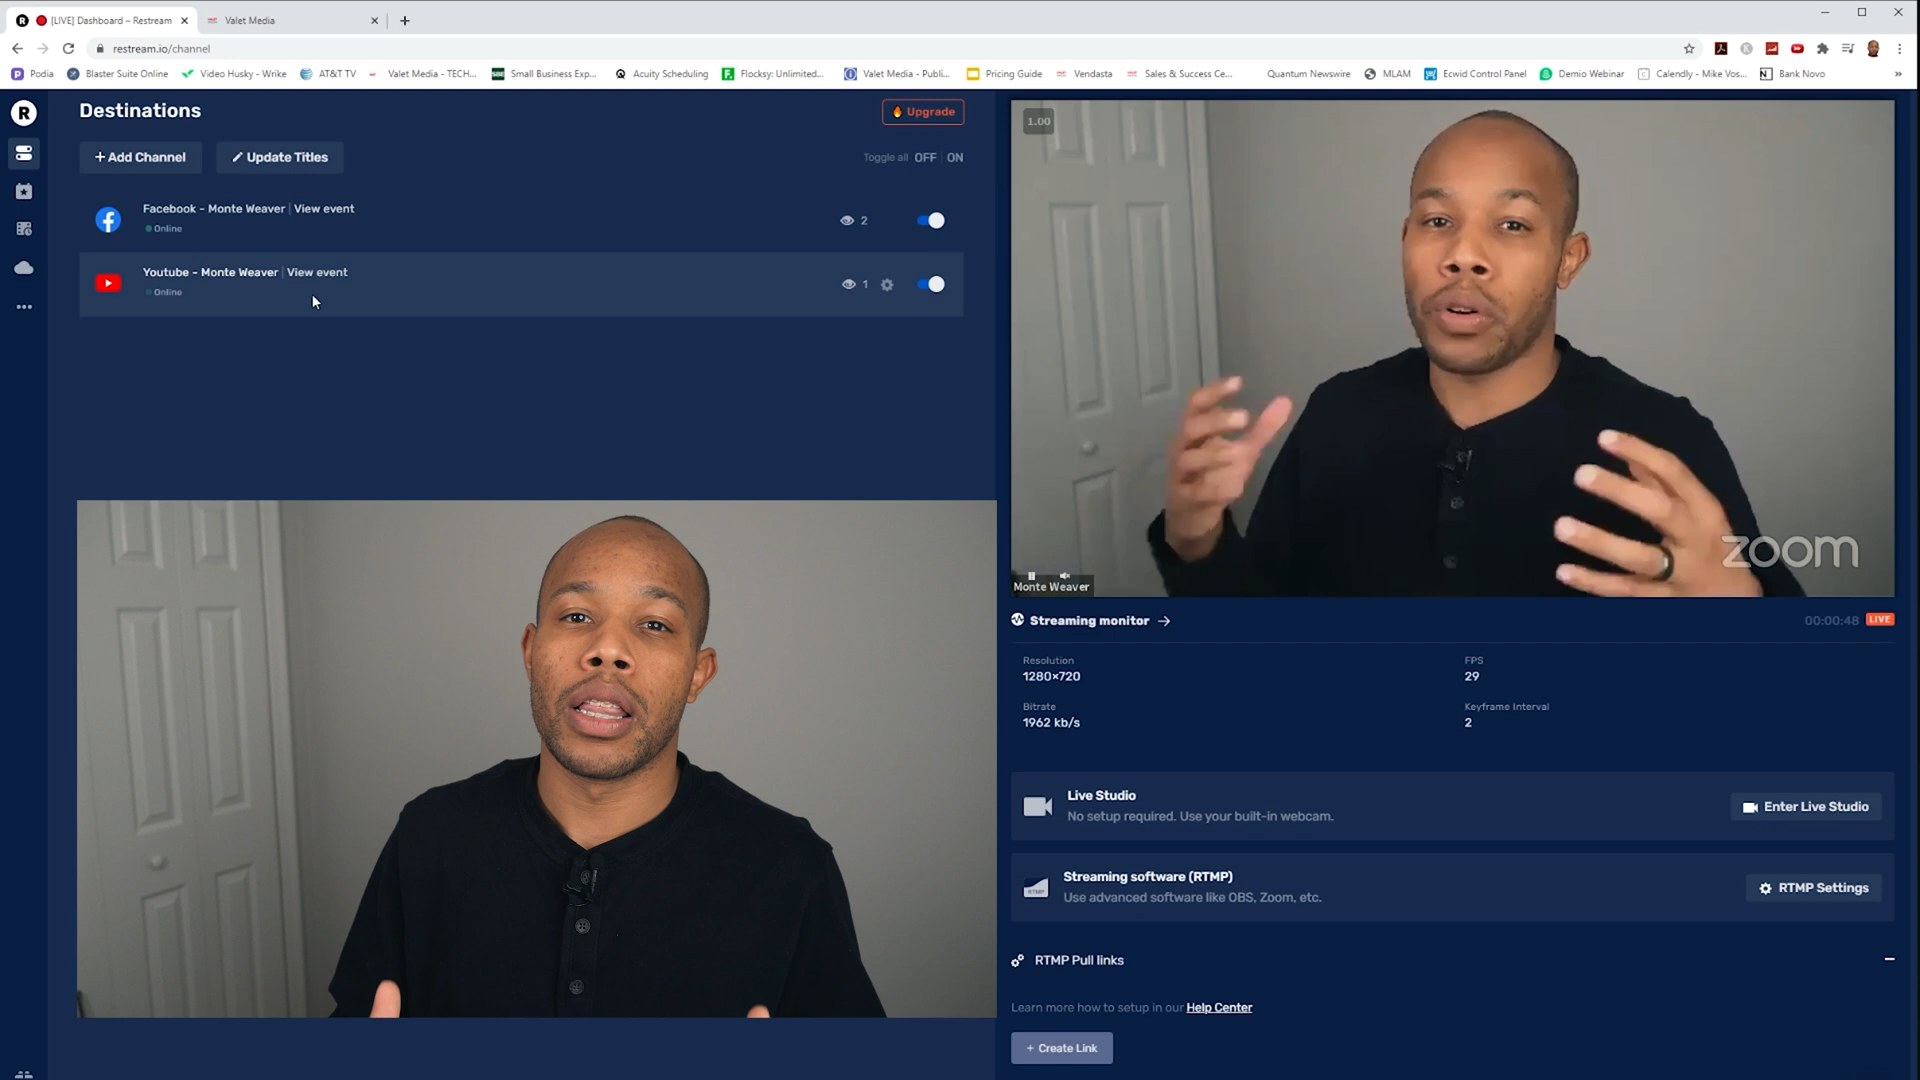 [LIVE] Dashboard – Restream
Valet Media
restream.io/channel
Podia
Blaster Suite Online
Video Husky - Wrike
AT&T TV
Valet Media - TECH...
Small Business Exp...
Acuity Scheduling
Flocksy: Unlimited...
Valet Media - Publi...
Pricing Guide
Vendasta
Sales & Success Ce...
Quantum Newswire
MLAM
Ecwid Control Panel
Demio Webinar
Calendly - Mike Vos...
Bank Novo
»
R
Destinations
Upgrade
+ Add Channel
Update Titles
Toggle all OFF | ON
Facebook - Monte Weaver | View event
Online
2
Youtube - Monte Weaver | View event
Online
1
1.00
zoom
Monte Weaver
Streaming monitor →
00:00:48 LIVE
Resolution
1280×720
FPS
29
Bitrate
1962 kb/s
Keyframe Interval
2
Live Studio
No setup required. Use your built-in webcam.
Enter Live Studio
Streaming software (RTMP)
Use advanced software like OBS, Zoom, etc.
RTMP Settings
RTMP Pull links
Learn more how to setup in our Help Center
+ Create Link